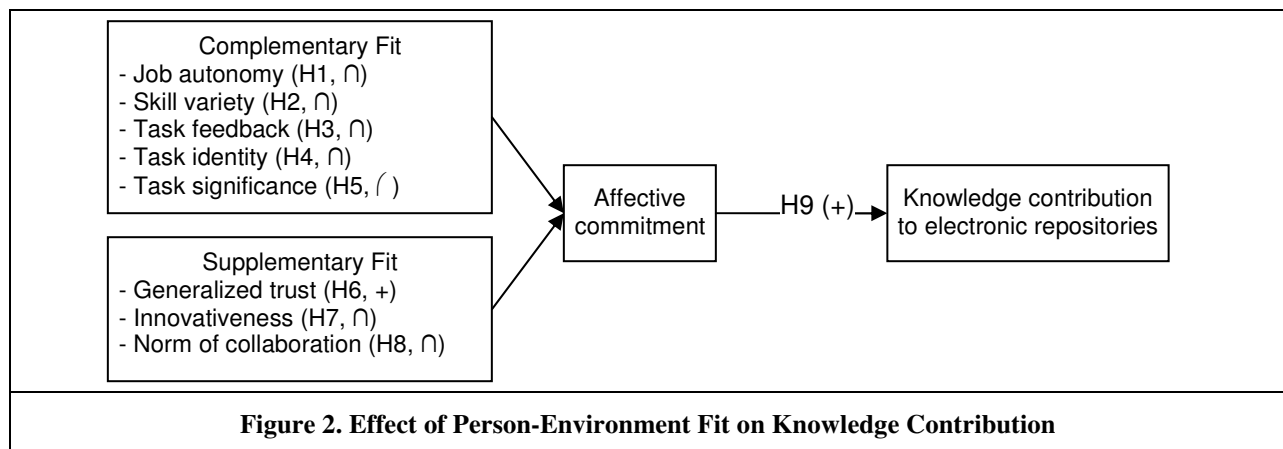 Complementary Fit
- Job autonomy (H1, ∩)
- Skill variety (H2, ∩)
- Task feedback (H3, ∩)
- Task identity (H4, ∩)
- Task significance (H5, ⌠)
Affective
commitment
H9 (+)
Knowledge contribution
to electronic repositories
Supplementary Fit
- Generalized trust (H6, +)
- Innovativeness (H7, ∩)
- Norm of collaboration (H8, ∩)
Figure 2. Effect of Person-Environment Fit on Knowledge Contribution